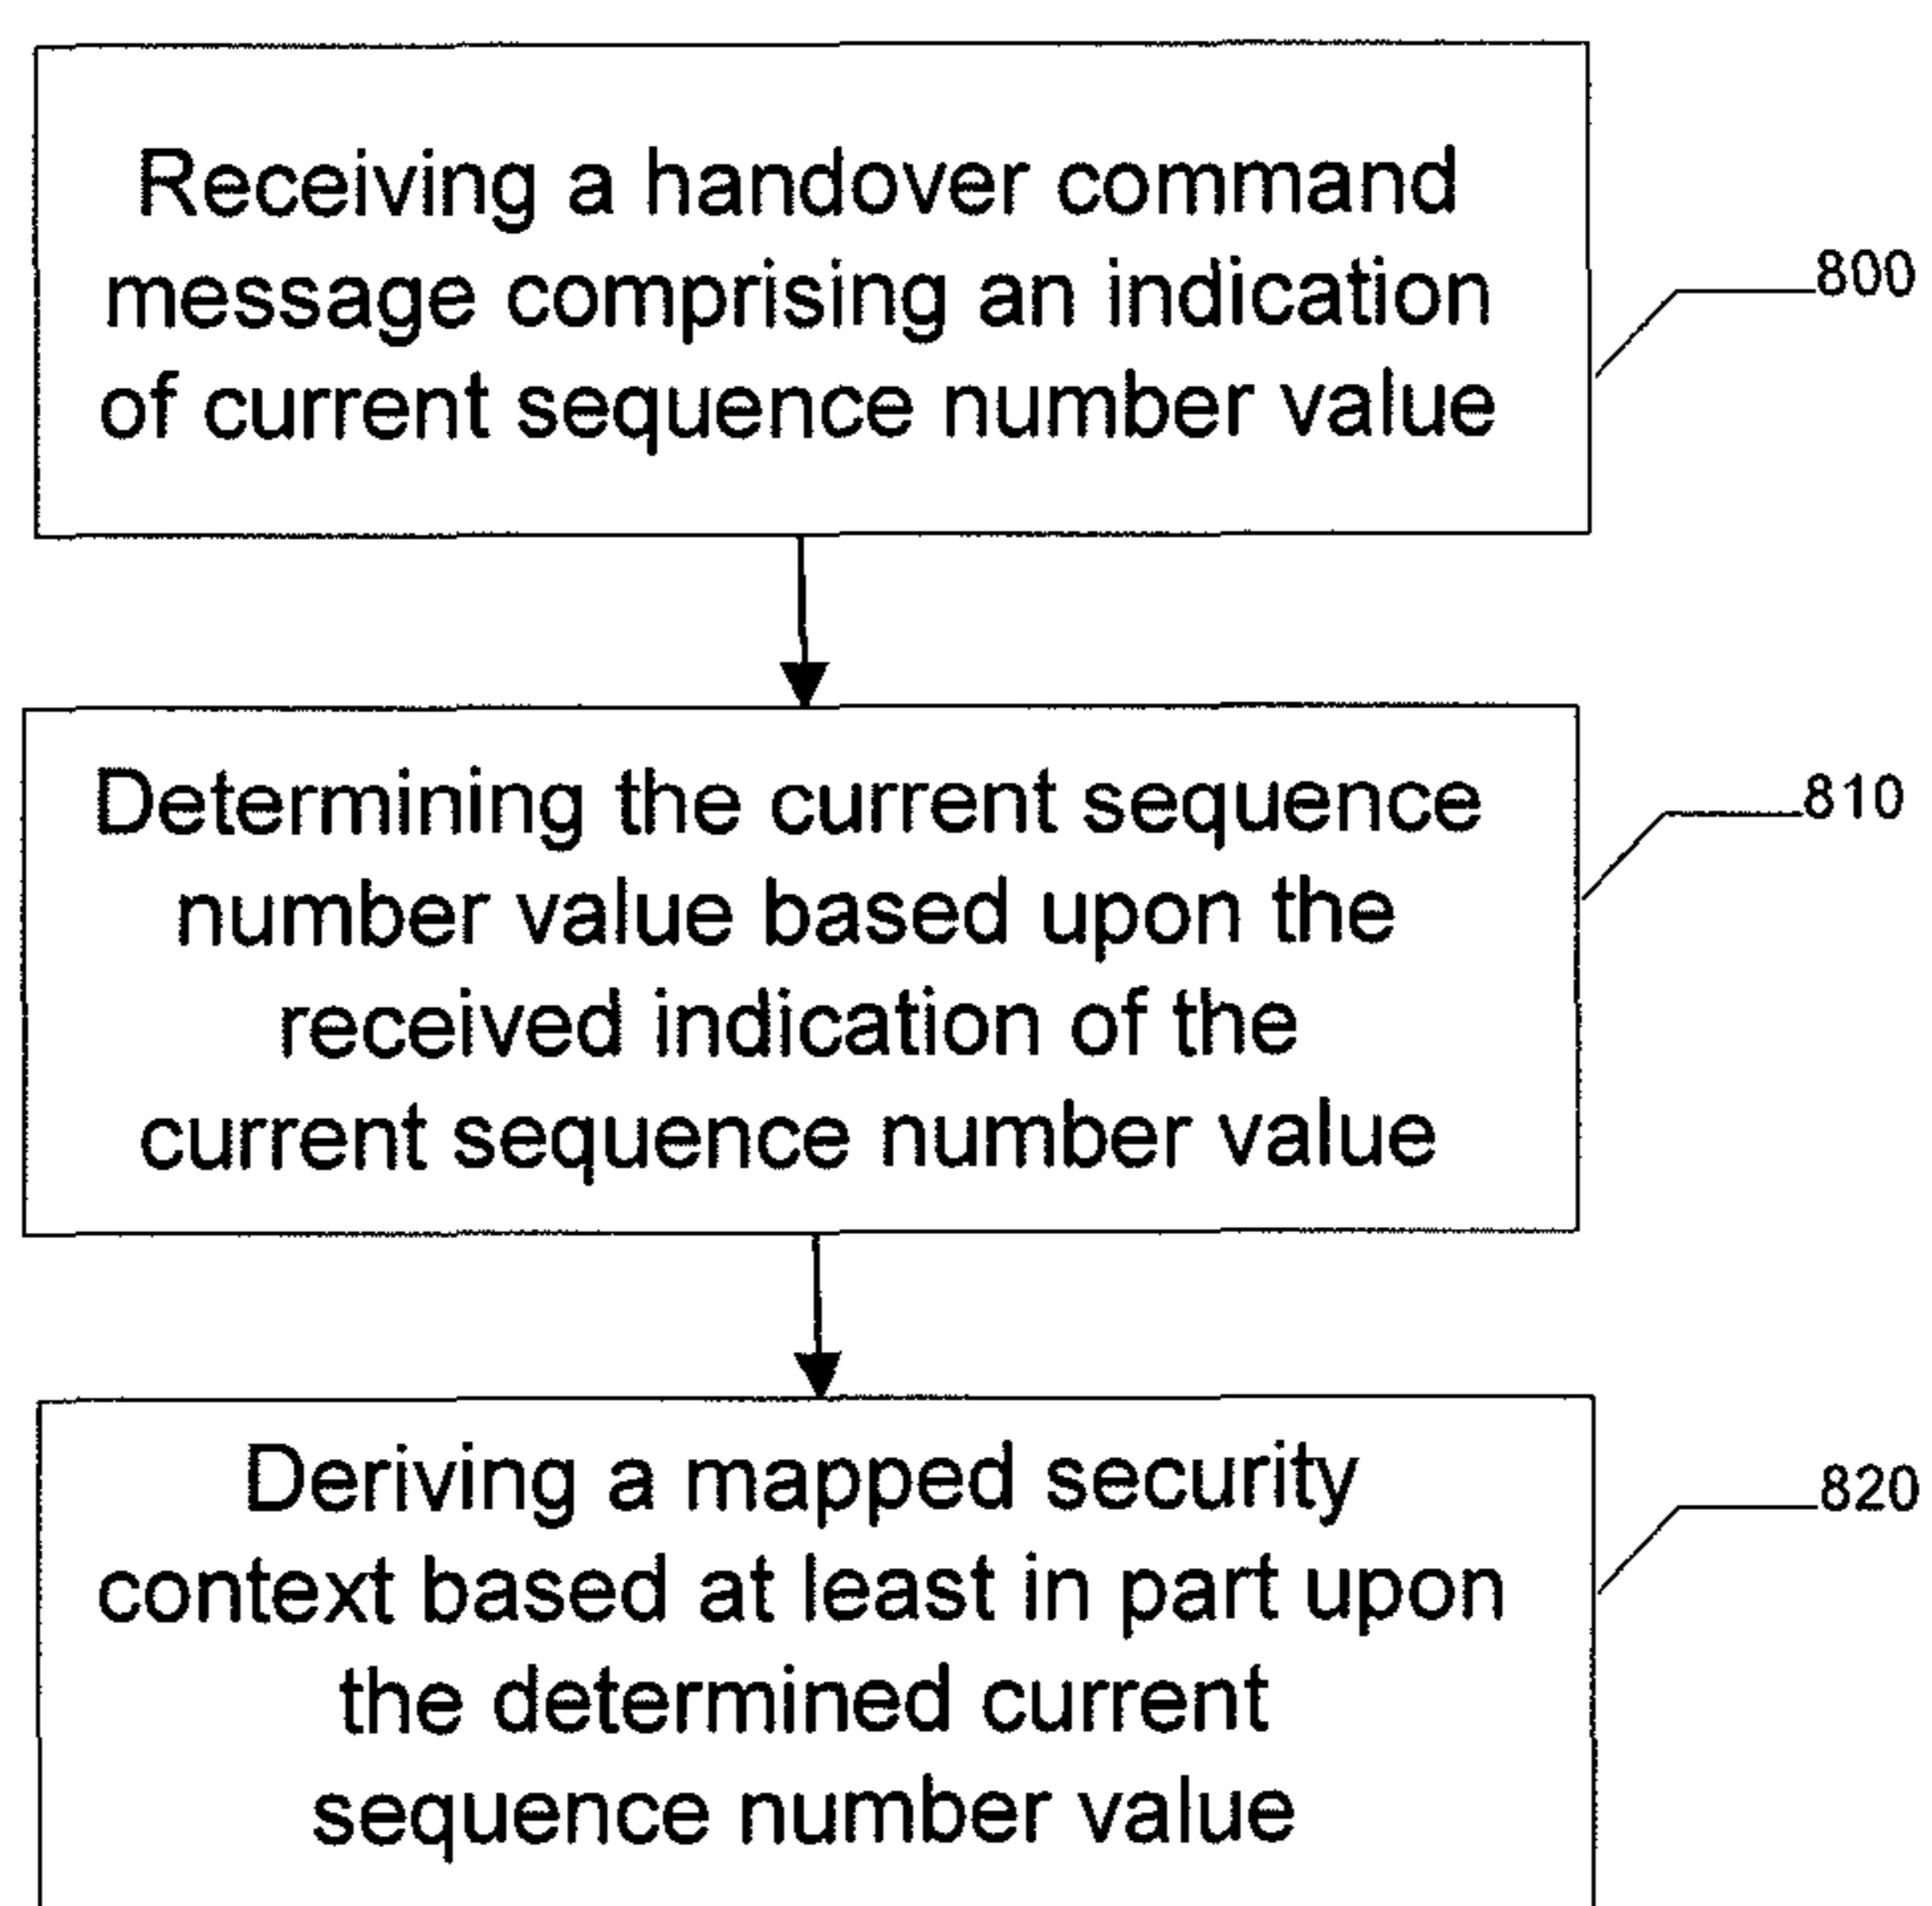 Receiving a handover command
message comprising an indication
of current sequence number value
800
Determining the current sequence
number value based upon the
received indication of the
current sequence number value
810
Deriving a mapped security
context based at least in part upon
the determined current
sequence number value
820